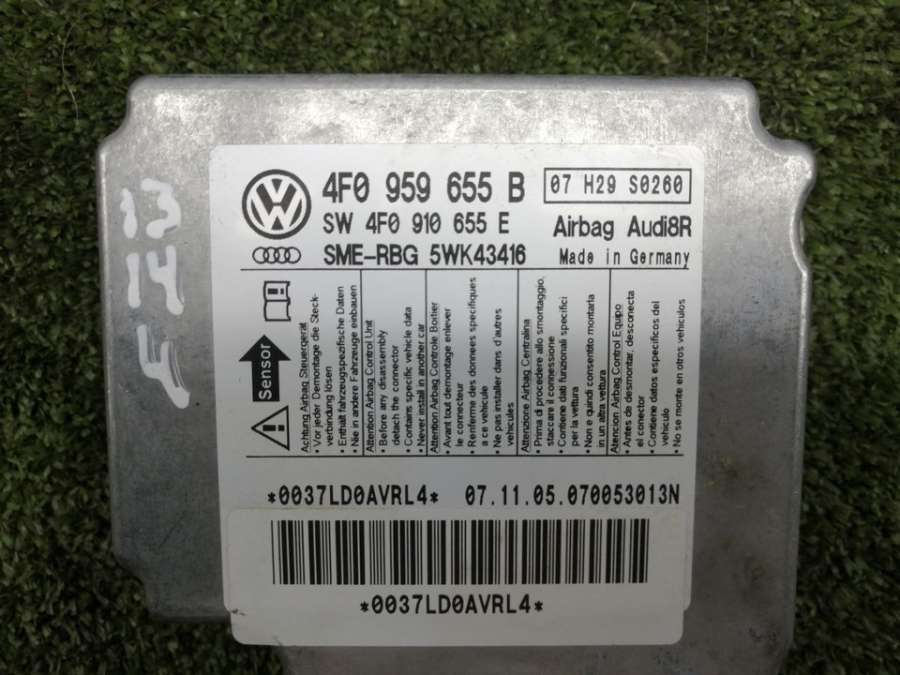 4F0 959 655 B
07 H29 S0260
SW 4F0 910 655 E
Airbag Audi8R
SME-RBG 5WK43416
Made in Germany
Sensor
Achtung Airbag Steuergerät
• Vor jeder Demontage die Steck-
verbindung lösen
• Enthält fahrzeugspezifische Daten
• Nie in andere Fahrzeuge einbauen
Attention Airbag Control Unit
• Before any disassembly
detach the connector
• Contains specific vehicle data
• Never install in another car
Attention Airbag Controle Boitier
• Avant tout demontage enlever
le connecteur
• Renferme des données specifiques
a ce véhicule
• Ne pas installer dans d'autres
véhicules
Attenzione Airbag Centralina
• Prima di procedere allo smontaggio,
staccare il connessione
• Contiene dati funzionali specifici
per la vettura
• Non e quindi consentito montarla
in un altra vettura
Atencion Airbag Control Equipo
• Antes de desmontar, desconecta
el conector
• Contiene datos especificos del
vehiculo
• No se monte en otros vehiculos
*0037LD0AVRL4*
07.11.05.070053013N
*0037LD0AVRL4*